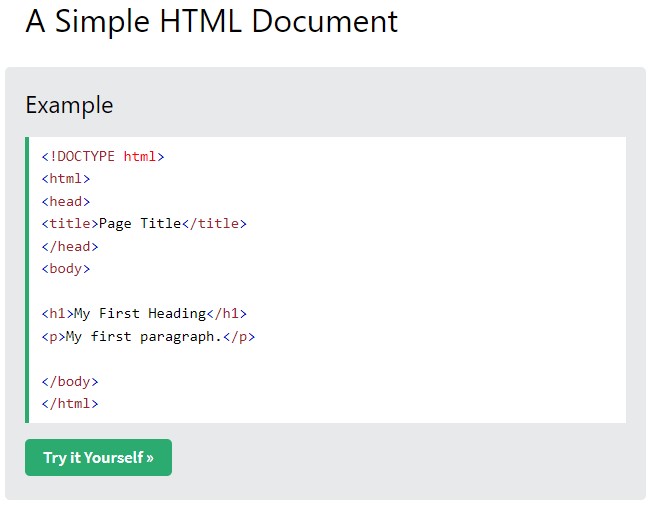 A Simple HTML Document
Example
<!DOCTYPE html>
<html>
<head>
<title>Page Title</title>
</head>
<body>
<h1>My First Heading</h1>
<p>My first paragraph.</p>
</body>
</html>
Try it Yourself »